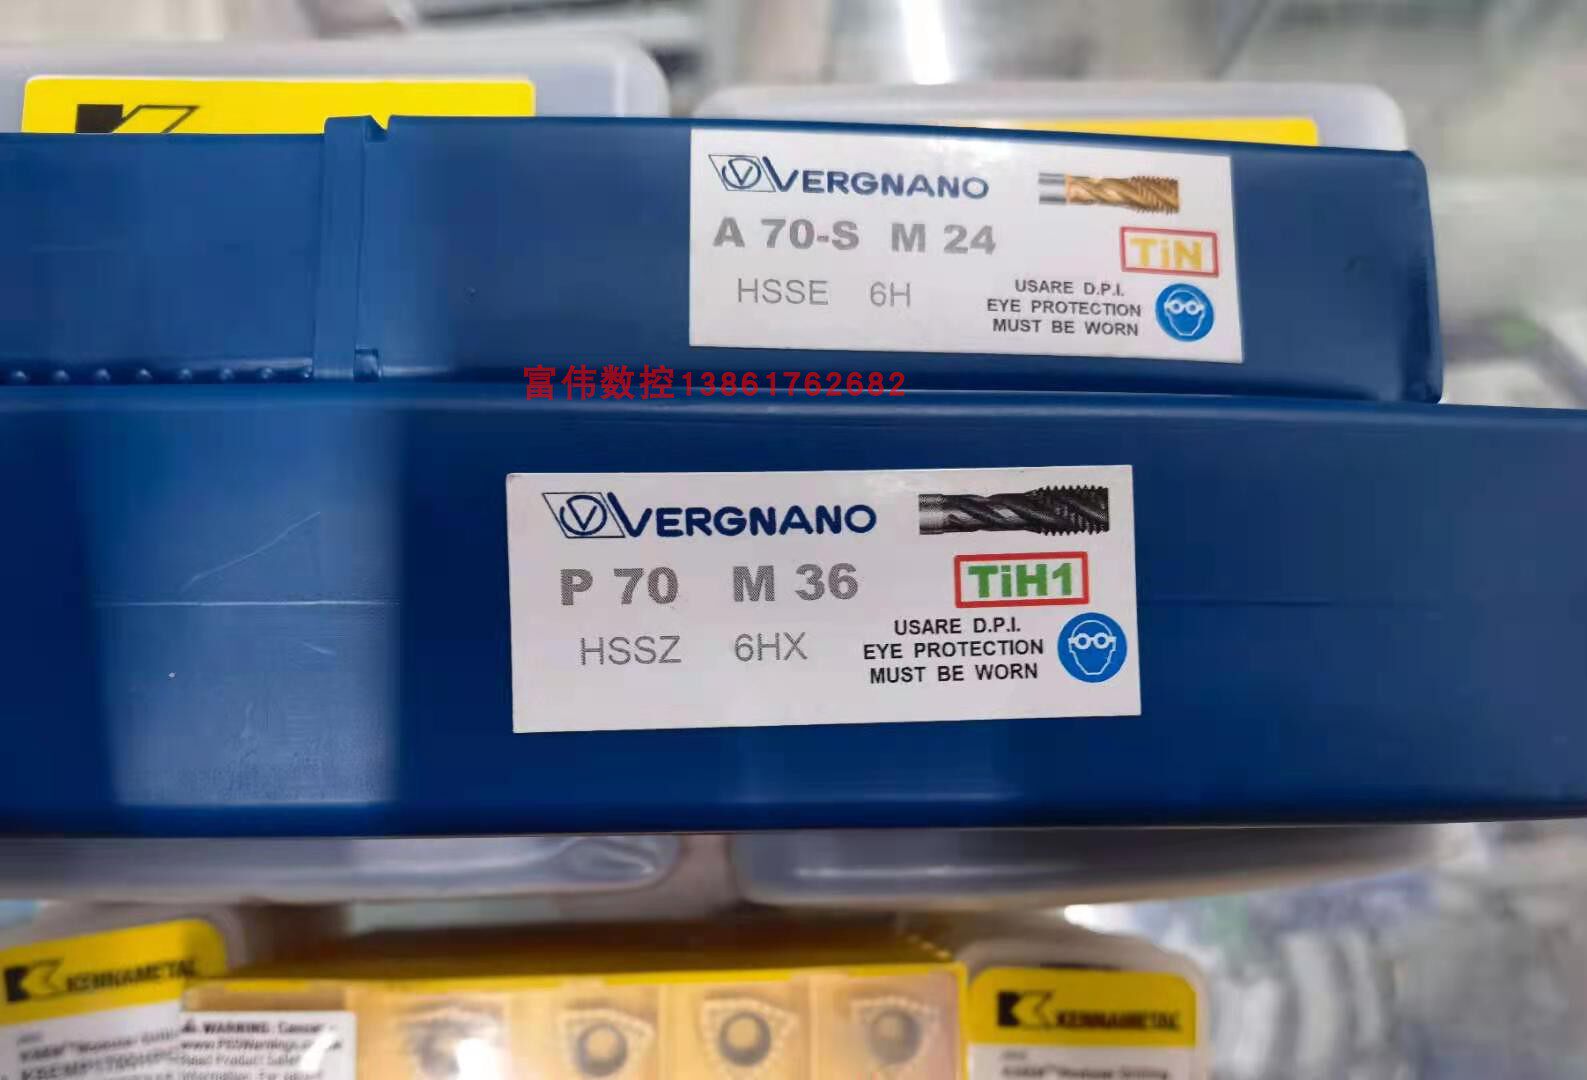 VERGNANO
A 70-S M 24
TiN
HSSE 6H
USARE D.P.I.
EYE PROTECTION
MUST BE WORN
富伟数控13861762682
VERGNANO
P 70 M 36
TiH1
HSSZ 6HX
USARE D.P.I.
EYE PROTECTION
MUST BE WORN
KENNAMETAL
KENNAMETAL
WARNING: Cancer